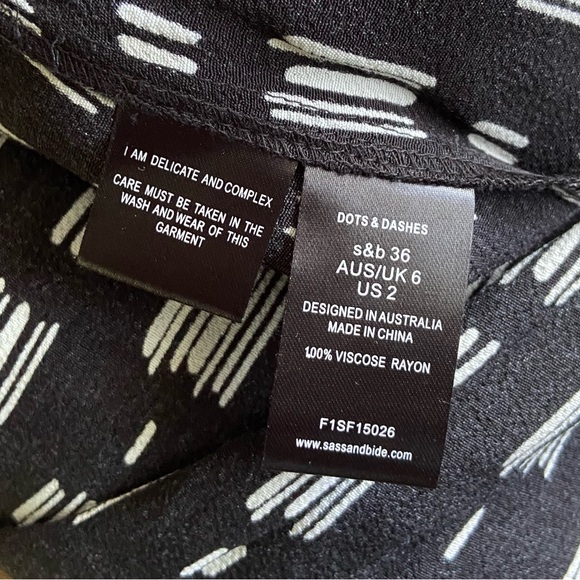 I AM DELICATE AND COMPLEX
CARE MUST BE TAKEN IN THE
WASH AND WEAR OF THIS
GARMENT
DOTS & DASHES
s&b 36
AUS/UK 6
US 2
DESIGNED IN AUSTRALIA
MADE IN CHINA
100% VISCOSE RAYON
F1SF15026
www.sassandbide.com